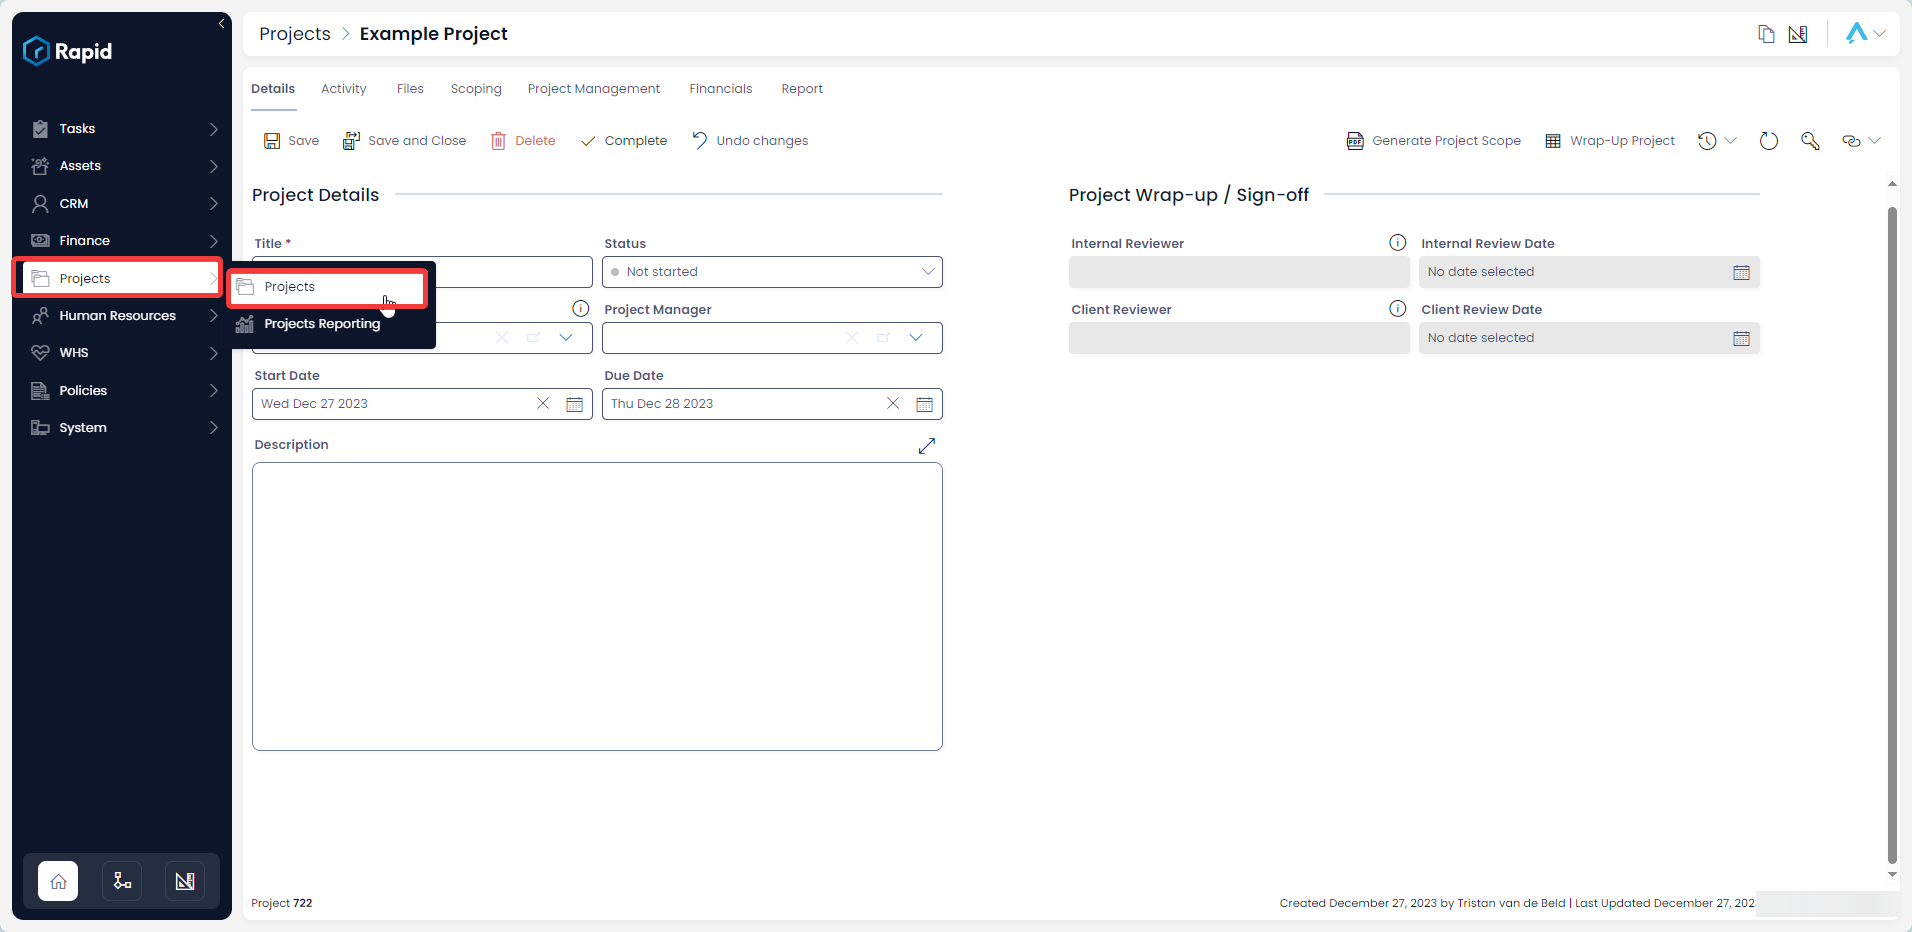 Rapid
Tasks
Assets
CRM
Finance
Projects
Human Resources
WHS
Policies
System
Projects
Projects Reporting
Projects > Example Project
Details Activity Files Scoping Project Management Financials Report
Save Save and Close Delete Complete Undo changes Generate Project Scope Wrap-Up Project
PDF
Project Details
Title * Status
Not started
Project Manager
Start Date Due Date
Wed Dec 27 2023 Thu Dec 28 2023
Description
Project Wrap-up / Sign-off
Internal Reviewer Internal Review Date
No date selected
Client Reviewer Client Review Date
No date selected
Project 722
Created December 27, 2023 by Tristan van de Beld | Last Updated December 27, 202